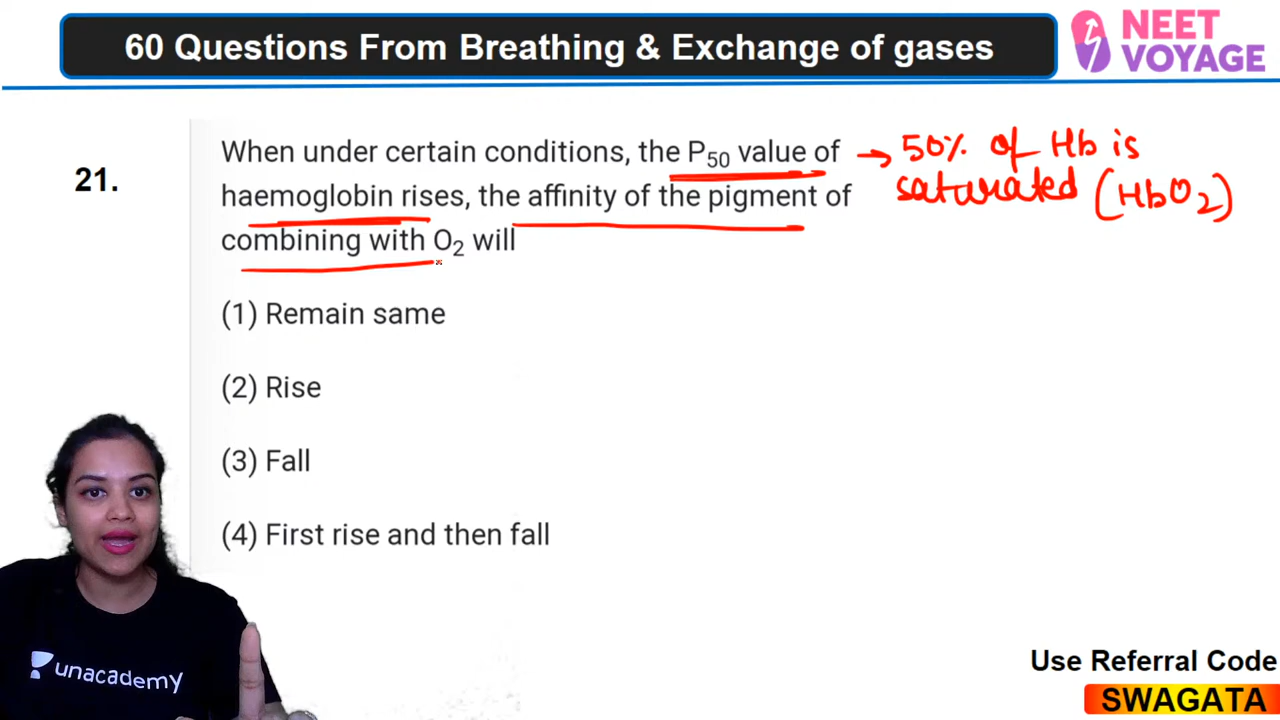 60 Questions From Breathing & Exchange of gases
NEET
VOYAGE
21.
When under certain conditions, the P₅₀ value of
haemoglobin rises, the affinity of the pigment of
combining with O₂ will
→ 50% of Hb is
saturated (HbO₂)
(1) Remain same
(2) Rise
(3) Fall
(4) First rise and then fall
unacademy
Use Referral Code
SWAGATA